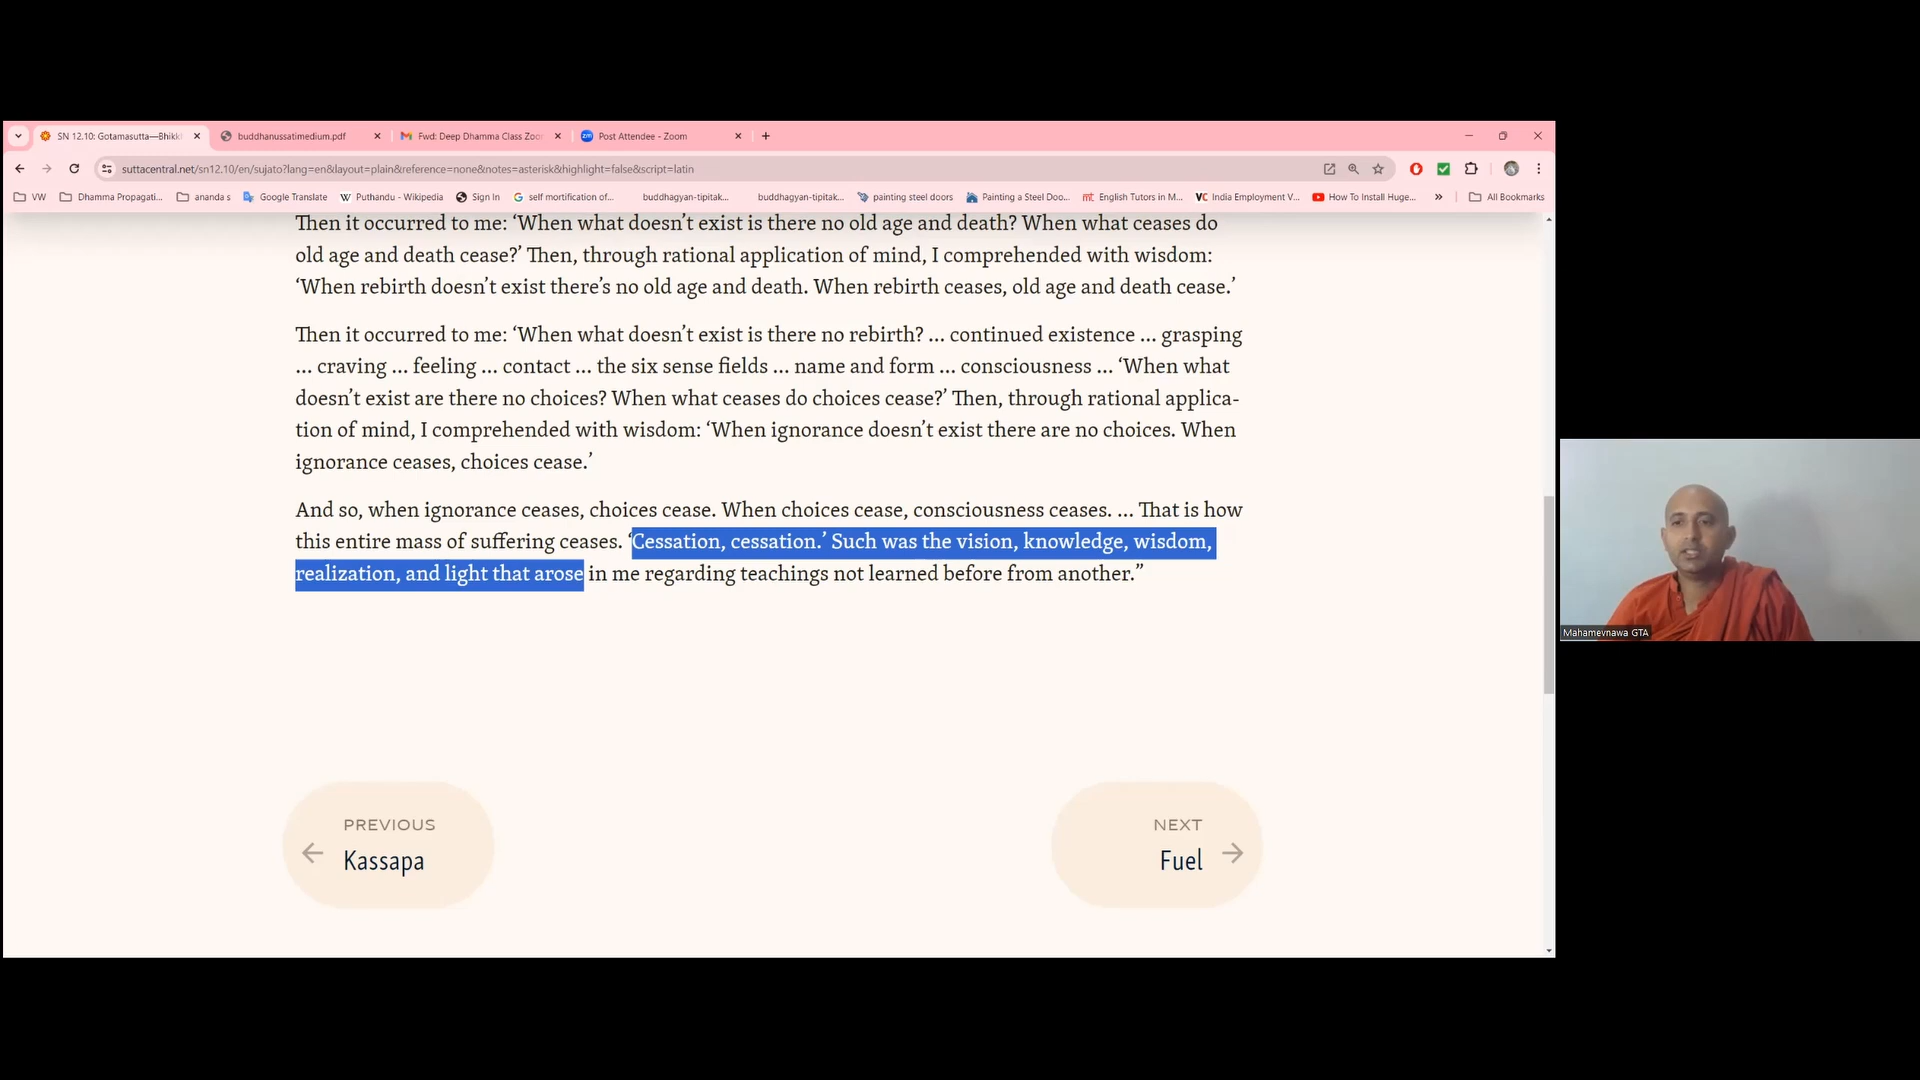 SN 12.10: Gotamasutta—Bhikkh
buddhanussatimedium.pdf
Fwd: Deep Dhamma Class Zoo
Post Attendee - Zoom
suttacentral.net/sn12.10/en/sujato?lang=en&layout=plain&reference=none&notes=asterisk&highlight=false&script=latin
VW
Dhamma Propagati...
ananda s
Google Translate
Puthandu - Wikipedia
Sign In
self mortification of...
buddhagyan-tipitak...
buddhagyan-tipitak...
painting steel doors
Painting a Steel Doo...
English Tutors in M...
India Employment V...
How To Install Huge...
»
All Bookmarks
Then it occurred to me: ‘When what doesn’t exist is there no old age and death? When what ceases do
old age and death cease?’ Then, through rational application of mind, I comprehended with wisdom:
‘When rebirth doesn’t exist there’s no old age and death. When rebirth ceases, old age and death cease.’
Then it occurred to me: ‘When what doesn’t exist is there no rebirth? … continued existence … grasping
… craving … feeling … contact … the six sense fields … name and form … consciousness … ‘When what
doesn’t exist are there no choices? When what ceases do choices cease?’ Then, through rational applica-
tion of mind, I comprehended with wisdom: ‘When ignorance doesn’t exist there are no choices. When
ignorance ceases, choices cease.’
And so, when ignorance ceases, choices cease. When choices cease, consciousness ceases. … That is how
this entire mass of suffering ceases. ‘Cessation, cessation.’ Such was the vision, knowledge, wisdom,
realization, and light that arose in me regarding teachings not learned before from another.”
Mahamevnawa GTA
PREVIOUS
Kassapa
NEXT
Fuel